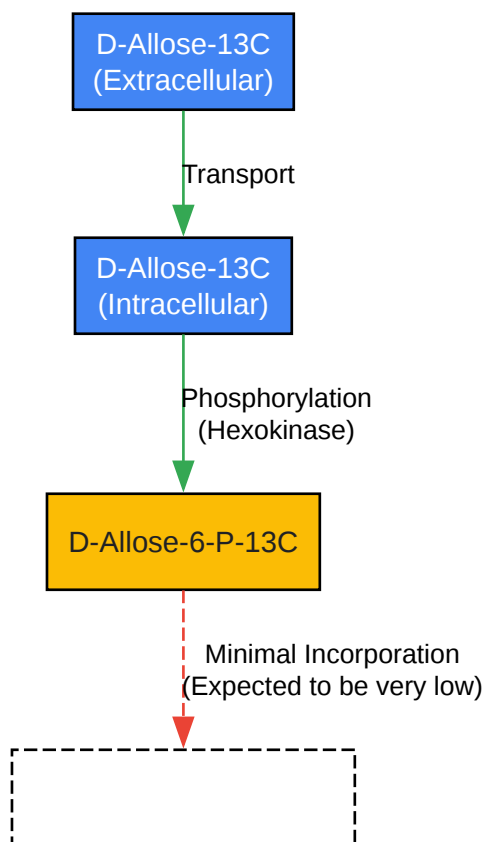 D-Allose-13C
(Extracellular)
Transport
D-Allose-13C
(Intracellular)
Phosphorylation
(Hexokinase)
D-Allose-6-P-13C
Minimal Incorporation
(Expected to be very low)